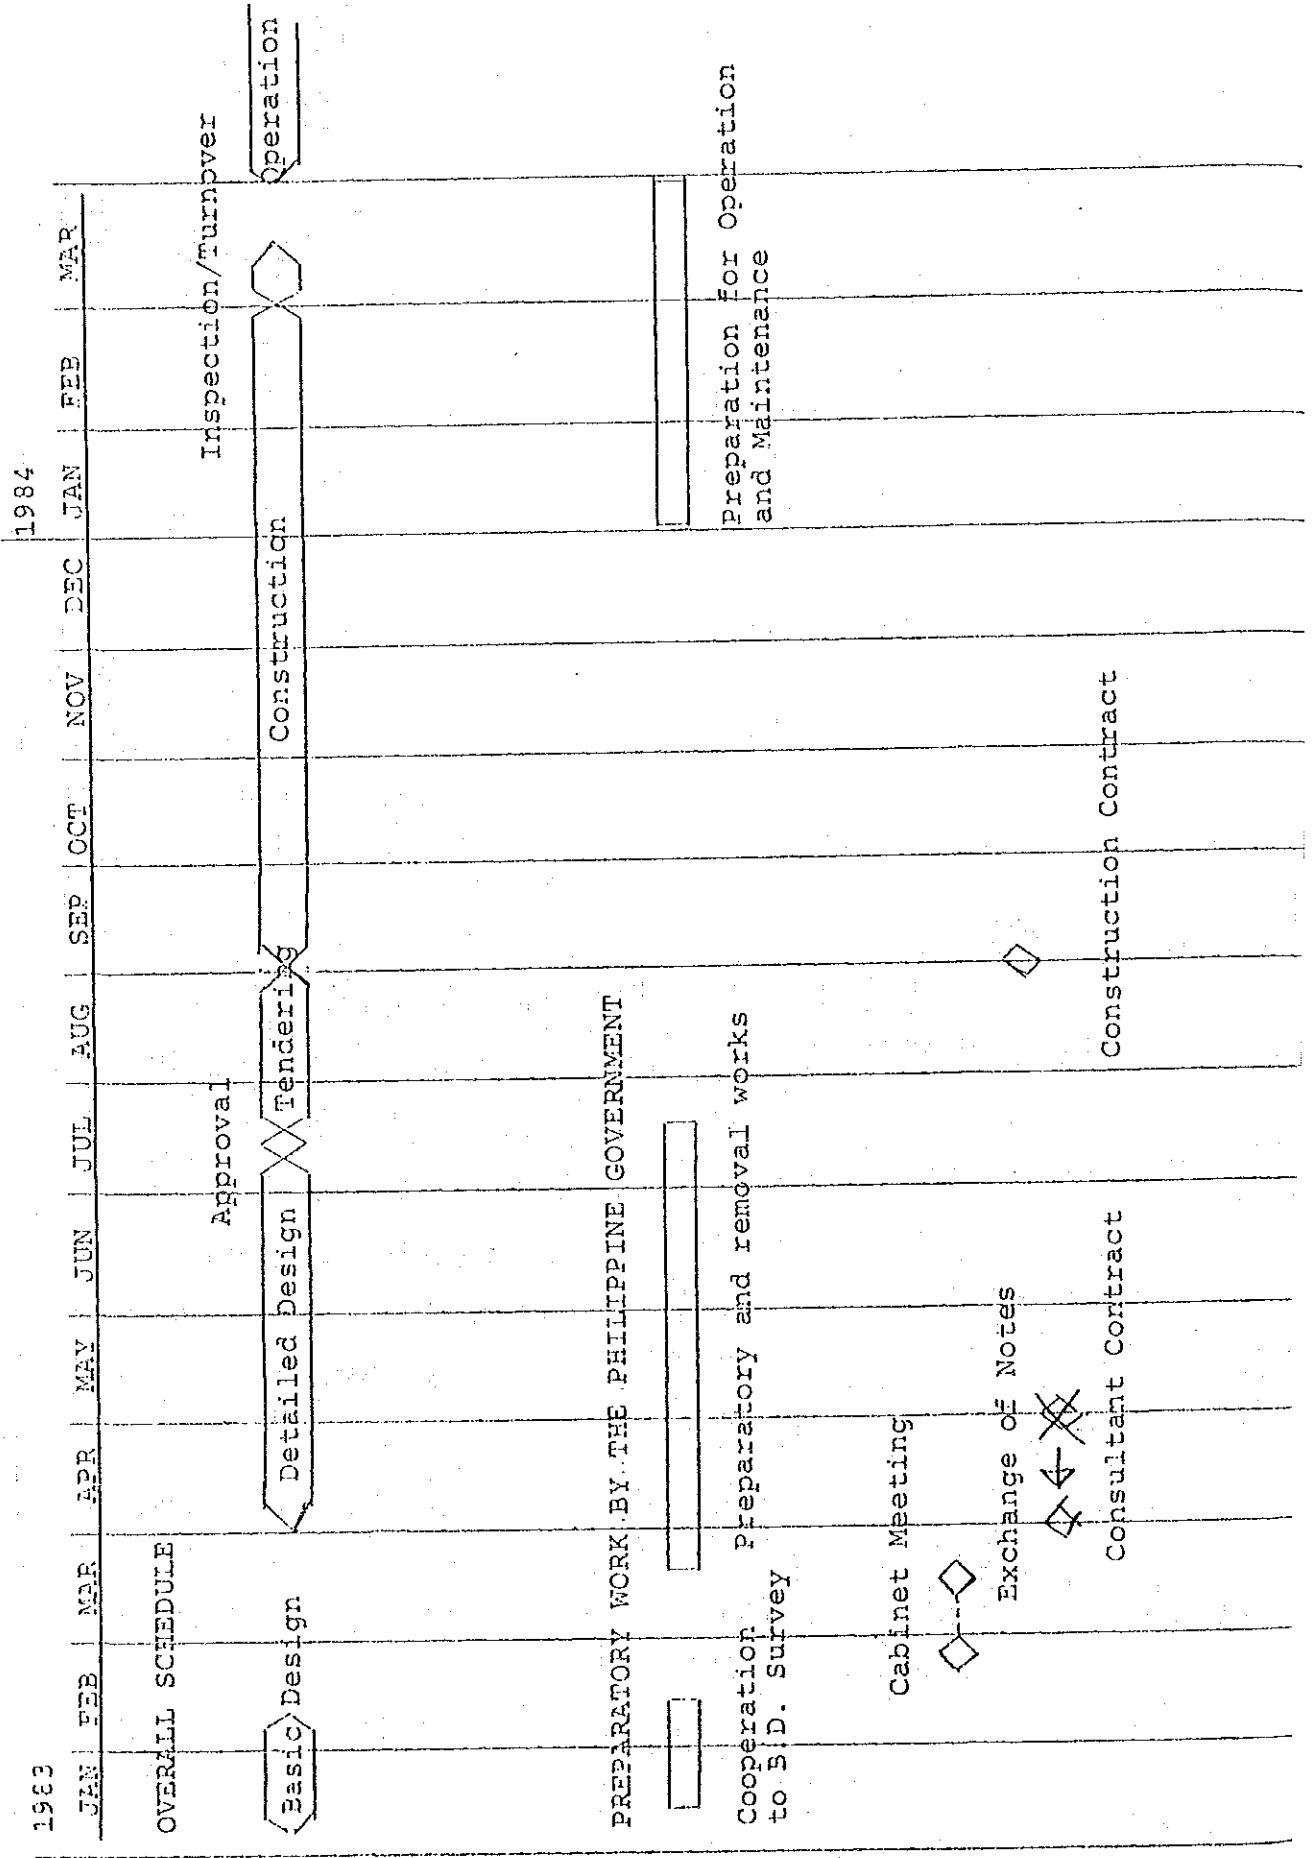 1983
1984
JAN FEB MAR APR MAY JUN JUL AUG SEP OCT NOV DEC JAN FEB MAR
OVERALL SCHEDULE
Approval
Inspection/Turnover
Basic Design
Detailed Design
Tendering
Construction
Operation
PREPARATORY WORK BY THE PHILIPPINE GOVERNMENT
Cooperation
to B.D. Survey
Preparatory and removal works
Preparation for Operation
and Maintenance
Cabinet Meeting
Exchange of Notes
Consultant Contract
Construction Contract